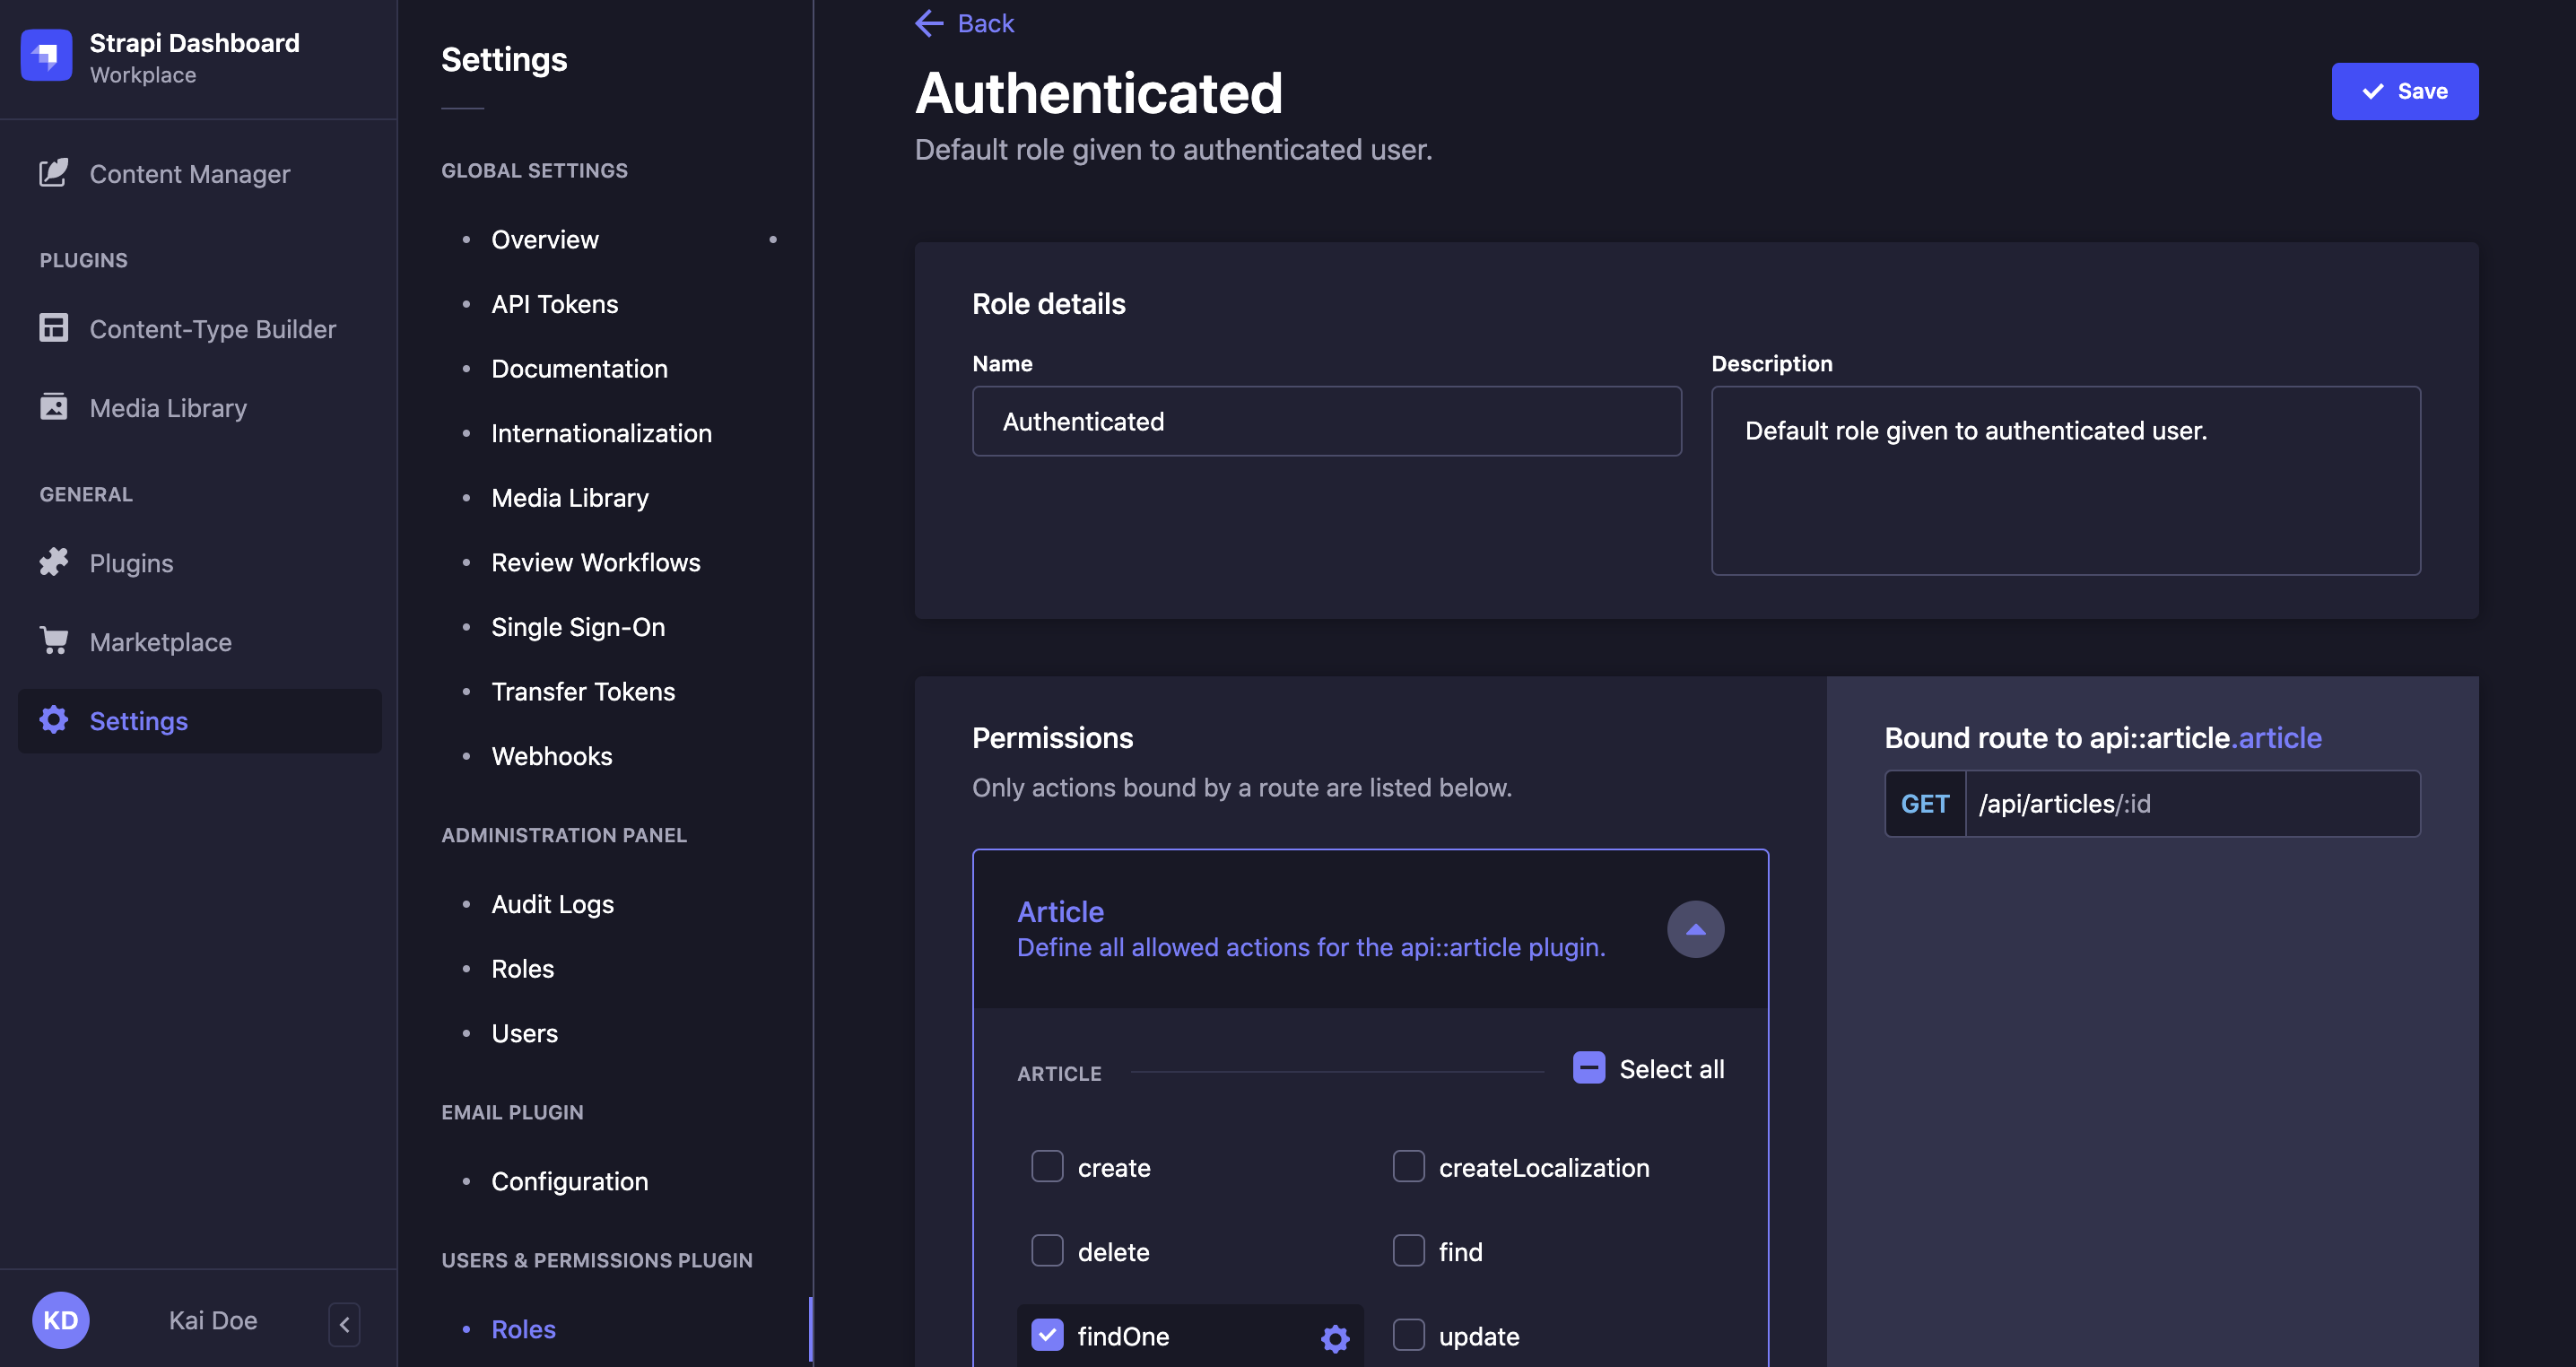 Strapi Dashboard
Workplace
Content Manager
PLUGINS
Content-Type Builder
Media Library
GENERAL
Plugins
Marketplace
Settings
KD
Kai Doe
Settings
GLOBAL SETTINGS
Overview
API Tokens
Documentation
Internationalization
Media Library
Review Workflows
Single Sign-On
Transfer Tokens
Webhooks
ADMINISTRATION PANEL
Audit Logs
Roles
Users
EMAIL PLUGIN
Configuration
USERS & PERMISSIONS PLUGIN
Roles
Back
Authenticated
Default role given to authenticated user.
Save
Role details
Name
Authenticated
Description
Default role given to authenticated user.
Permissions
Only actions bound by a route are listed below.
Article
Define all allowed actions for the api::article plugin.
ARTICLE
Select all
create
createLocalization
delete
find
findOne
update
Bound route to api::article.article
GET /api/articles/:id